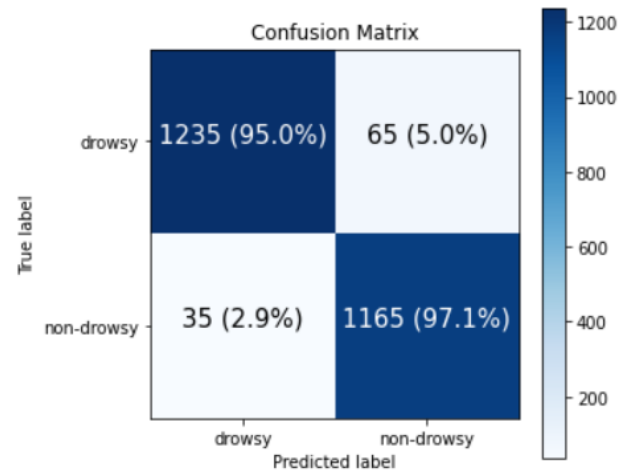 Confusion Matrix
1200
1000
800
600
400
200
True label
drowsy
1235 (95.0%)
65 (5.0%)
non-drowsy
35 (2.9%)
1165 (97.1%)
drowsy
non-drowsy
Predicted label